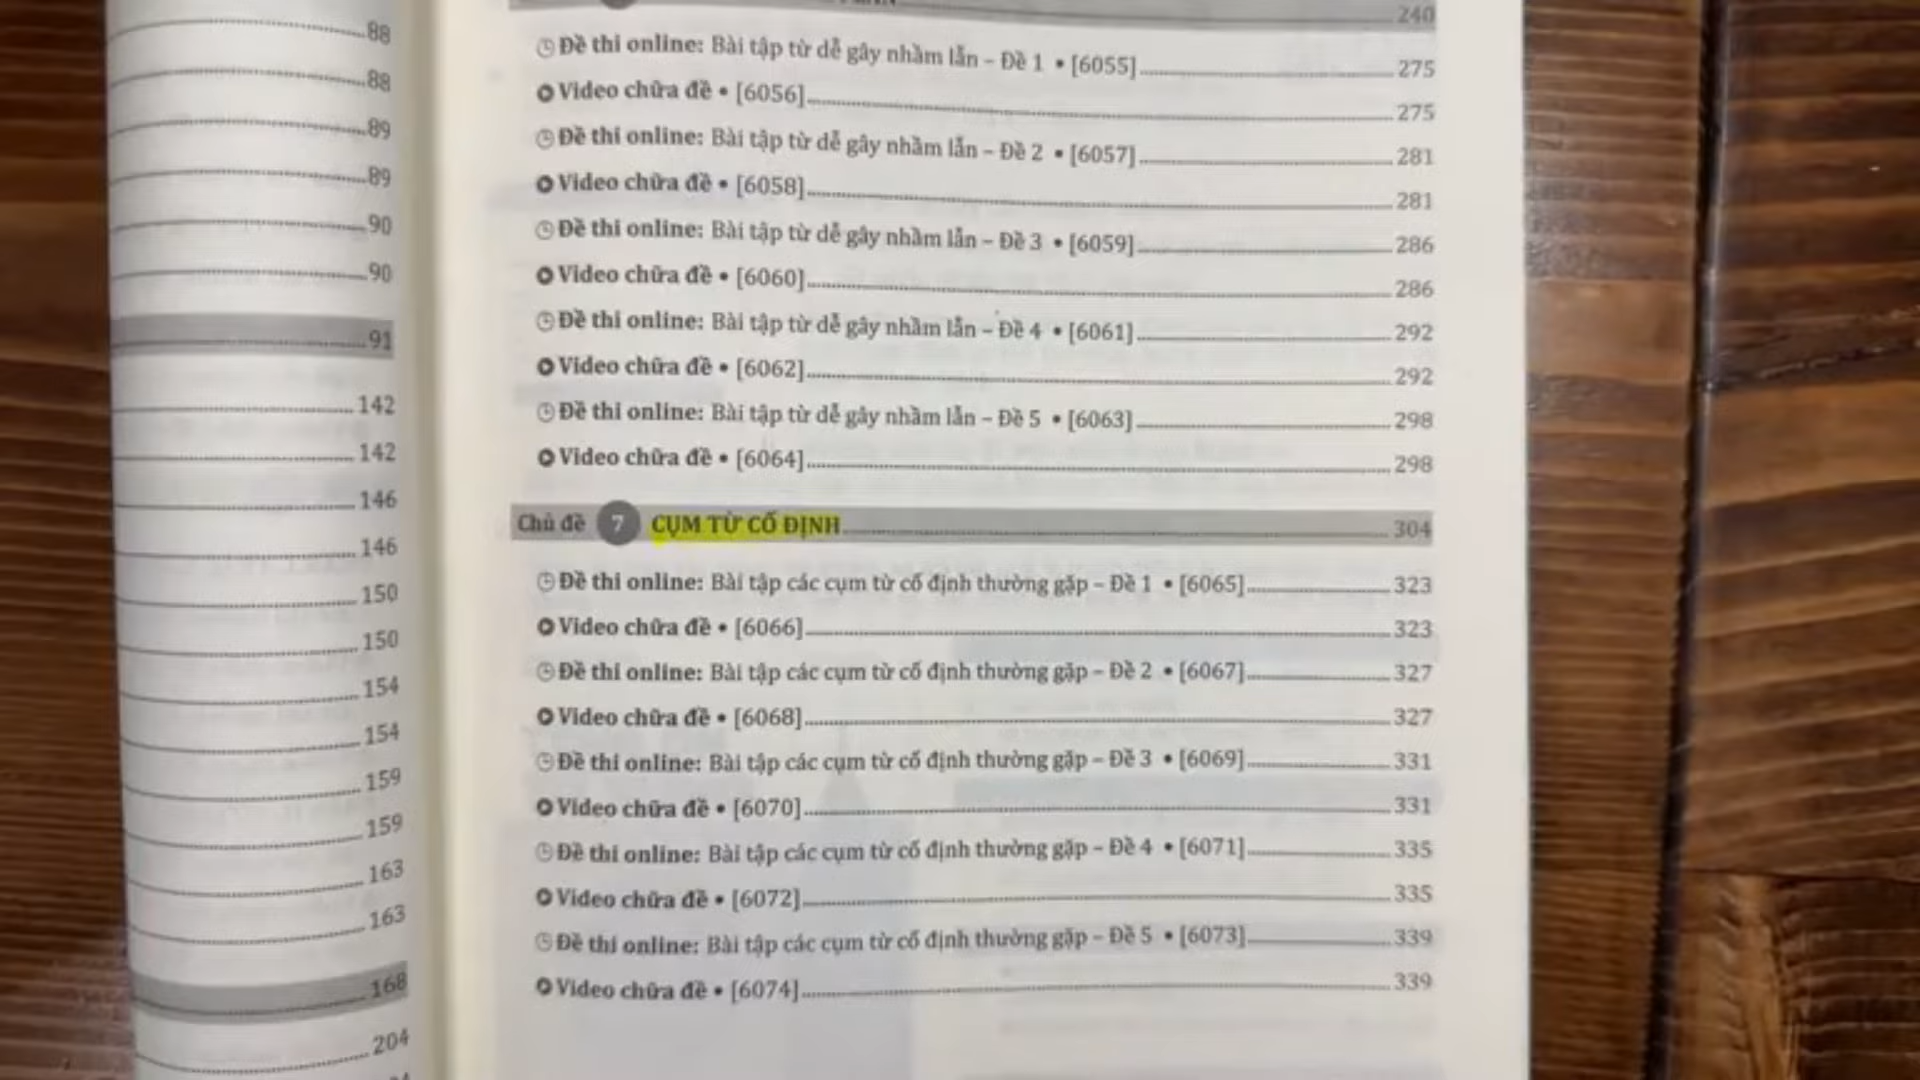 88
88
89
89
90
90
91
142
142
146
146
150
150
154
154
159
159
163
163
168
204
240
Đề thi online: Bài tập từ dễ gây nhầm lẫn – Đề 1 • [6055] 275
Video chữa đề • [6056] 275
Đề thi online: Bài tập từ dễ gây nhầm lẫn – Đề 2 • [6057] 281
Video chữa đề • [6058] 281
Đề thi online: Bài tập từ dễ gây nhầm lẫn – Đề 3 • [6059] 286
Video chữa đề • [6060] 286
Đề thi online: Bài tập từ dễ gây nhầm lẫn – Đề 4 • [6061] 292
Video chữa đề • [6062] 292
Đề thi online: Bài tập từ dễ gây nhầm lẫn – Đề 5 • [6063] 298
Video chữa đề • [6064] 298
Chủ đề 7 CỤM TỪ CỐ ĐỊNH 304
Đề thi online: Bài tập các cụm từ cố định thường gặp – Đề 1 • [6065] 323
Video chữa đề • [6066] 323
Đề thi online: Bài tập các cụm từ cố định thường gặp – Đề 2 • [6067] 327
Video chữa đề • [6068] 327
Đề thi online: Bài tập các cụm từ cố định thường gặp – Đề 3 • [6069] 331
Video chữa đề • [6070] 331
Đề thi online: Bài tập các cụm từ cố định thường gặp – Đề 4 • [6071] 335
Video chữa đề • [6072] 335
Đề thi online: Bài tập các cụm từ cố định thường gặp – Đề 5 • [6073] 339
Video chữa đề • [6074] 339